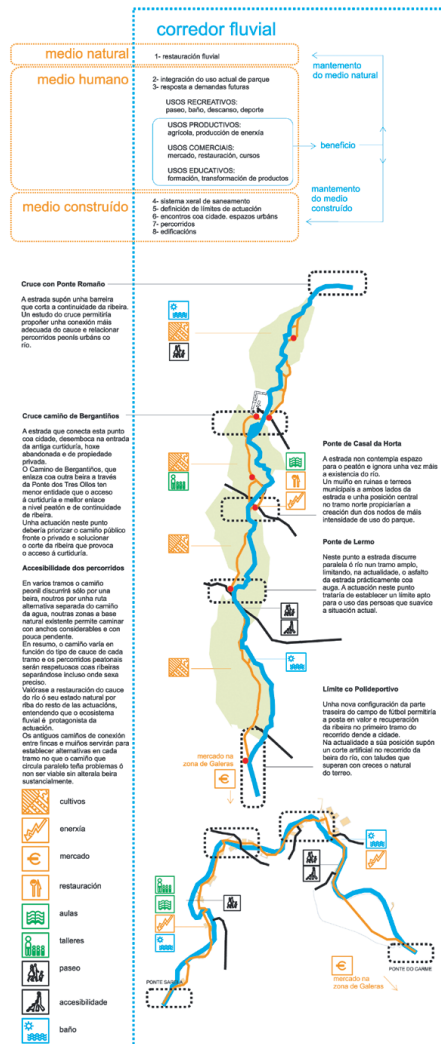 corredor fluvial
medio natural
1- restauración fluvial
mantemento
do medio natural
medio humano
2- integración do uso actual de parque
3- resposta a demandas futuras
USOS RECREATIVOS:
paseo, baño, descanso, deporte
USOS PRODUCTIVOS:
agrícola, producción de enerxía
USOS COMERCIAIS:
mercado, restauración, cursos
USOS EDUCATIVOS:
formación, transformación de productos
beneficio
mantemento
do medio
construído
medio construído
4- sistema xeral de saneamento
5- definición de límites de actuación
6- encontros coa cidade. espazos urbáns
7- percorridos
8- edificacións
Cruce con Ponte Romaño
A estrada supón unha barreira
que corta a continuidade da ribeira.
Un estudo do cruce permitiría
propoñer unha conexión máis
adecuada do cauce e relacionar
percorridos peonís urbáns co
río.
Cruce camiño de Bergantiños
A estrada que conecta esta punto
coa cidade, desemboca na entrada
da antiga curtiduría, hoxe
abandonada e de propiedade
privada.
O Camino de Bergantiños, que
enlaza coa outra beira a través
da Ponte dos Tres Ollos ten
menor entidade que o acceso
á curtiduría e mellor enlace
a nivel peatón e de continuidade
de ribeira.
Unha actuación neste punto
debería priorizar o camiño público
fronte o privado e solucionar
o corte da ribeira que provoca
o acceso á curtiduría.
Accesibilidade dos percorridos
En varios tramos o camiño
peonil discurríra só por una
beira, noutros por unha ruta
alternativa separada do camiño
da agua, noutras zonas a base
natural existente permite caminar
con anchos considerables e con
pouca pendente.
En resumo, o camiño varía en
función do tipo de cauce de cada
tramo e os percorridos peatonais
serán respectuosos coas ribeiras
separándose incluso onde sexa
preciso.
Valórase a restauración do cauce
do río ó seu estado natural por
riba do resto de las actuacións,
entendendo que o ecosistema
fluvial é protagonista da
actuación.
Os antiguos camiños de conexión
entre fincas e muiños servirán para
establecer alternativas en cada
tramo no que o camiño que
circula paralelo teña problemas ó
non ser viable sin alterala beira
sustancialmente.
Ponte de Casal da Horta
A estrada non contempla espazo
para o peatón e ignora unha vez máis
a existencia do río.
Un muíño en ruinas e terreos
municipais a ambos lados da
estrada e unha posición central
no tramo norte propiciarían a
creación dun dos nodos de máis
intensidade de uso do parque.
Ponte de Lermo
Neste punto a estrada discurre
paralela ó río nun tramo amplo,
limitando, na actualidade, o asfalto
da estrada prácticamente coa
auga. A actuación neste punto
trataría de establecer un límite apto
para o uso das persoas que suavice
a situación actual.
Límite co Polideportivo
Unha nova configuración da parte
traseira do campo de fútbol permitiría
a posta en valor e recuperación
da ribeira no primeiro tramo do
recorrido dende a cidade.
Na actualidade a súa posición supón
un corte artificial no recorrido da
beira do río, con taludes que
superan con creces o natural
do terreo.
mercado na
zona de Galeras
cultivos
enerxía
mercado
restauración
aulas
talleres
paseo
accesibilidade
baño
PONTE DO CARME
mercado na
zona de Galeras